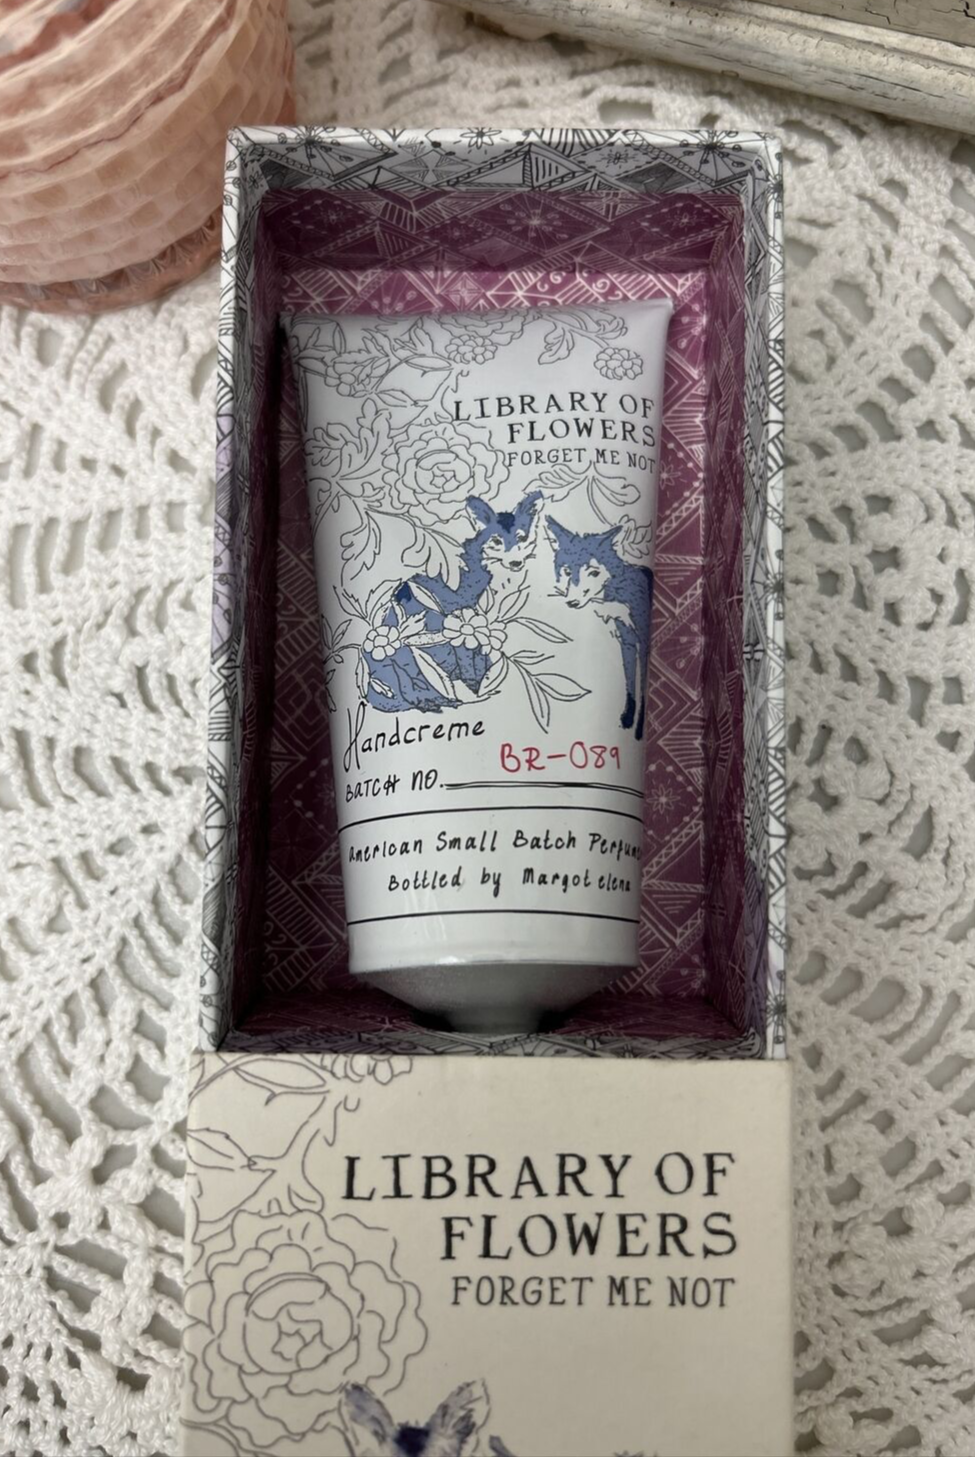 LIBRARY OF
FLOWERS
FORGET ME NOT
Handcreme
BATCH NO. BR-089
American Small Batch Perfume
Bottled by Margot elena
LIBRARY OF
FLOWERS
FORGET ME NOT